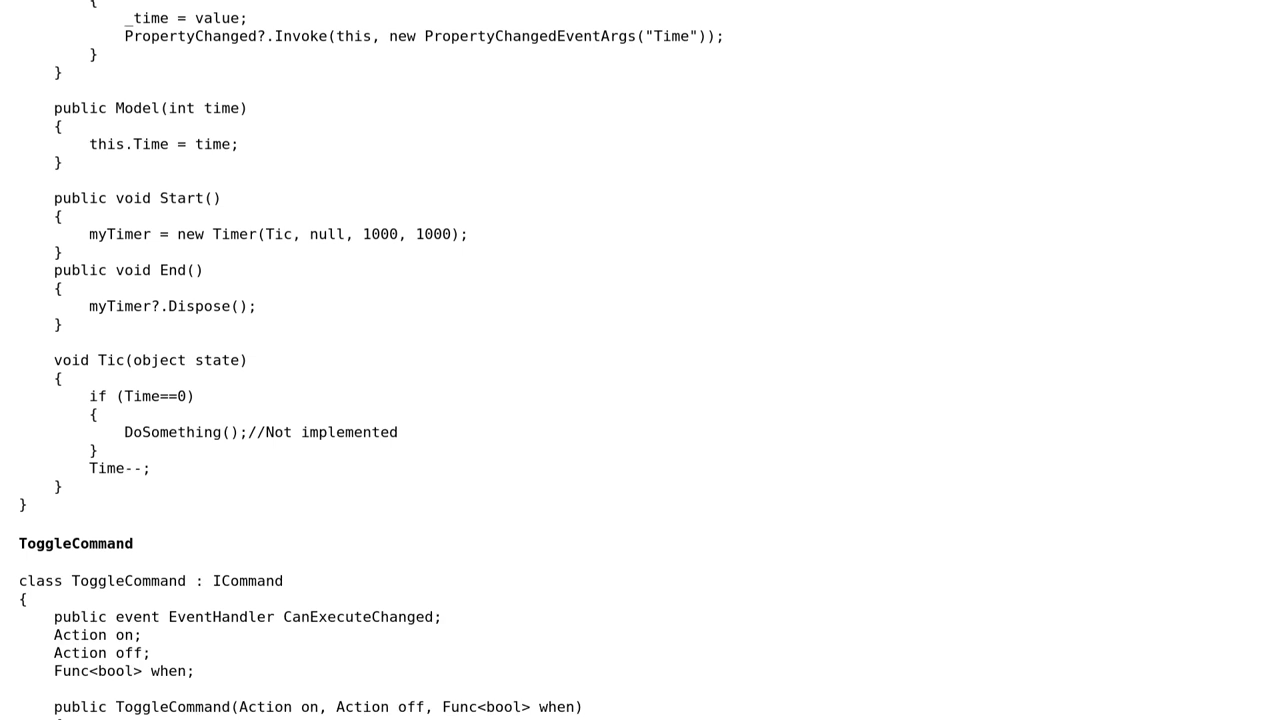 {
_time = value;
PropertyChanged?.Invoke(this, new PropertyChangedEventArgs("Time"));
}
}
public Model(int time)
{
this.Time = time;
}
public void Start()
{
myTimer = new Timer(Tic, null, 1000, 1000);
}
public void End()
{
myTimer?.Dispose();
}
void Tic(object state)
{
if (Time==0)
{
DoSomething();//Not implemented
}
Time--;
}
}
ToggleCommand
class ToggleCommand : ICommand
{
public event EventHandler CanExecuteChanged;
Action on;
Action off;
Func<bool> when;
public ToggleCommand(Action on, Action off, Func<bool> when)
{